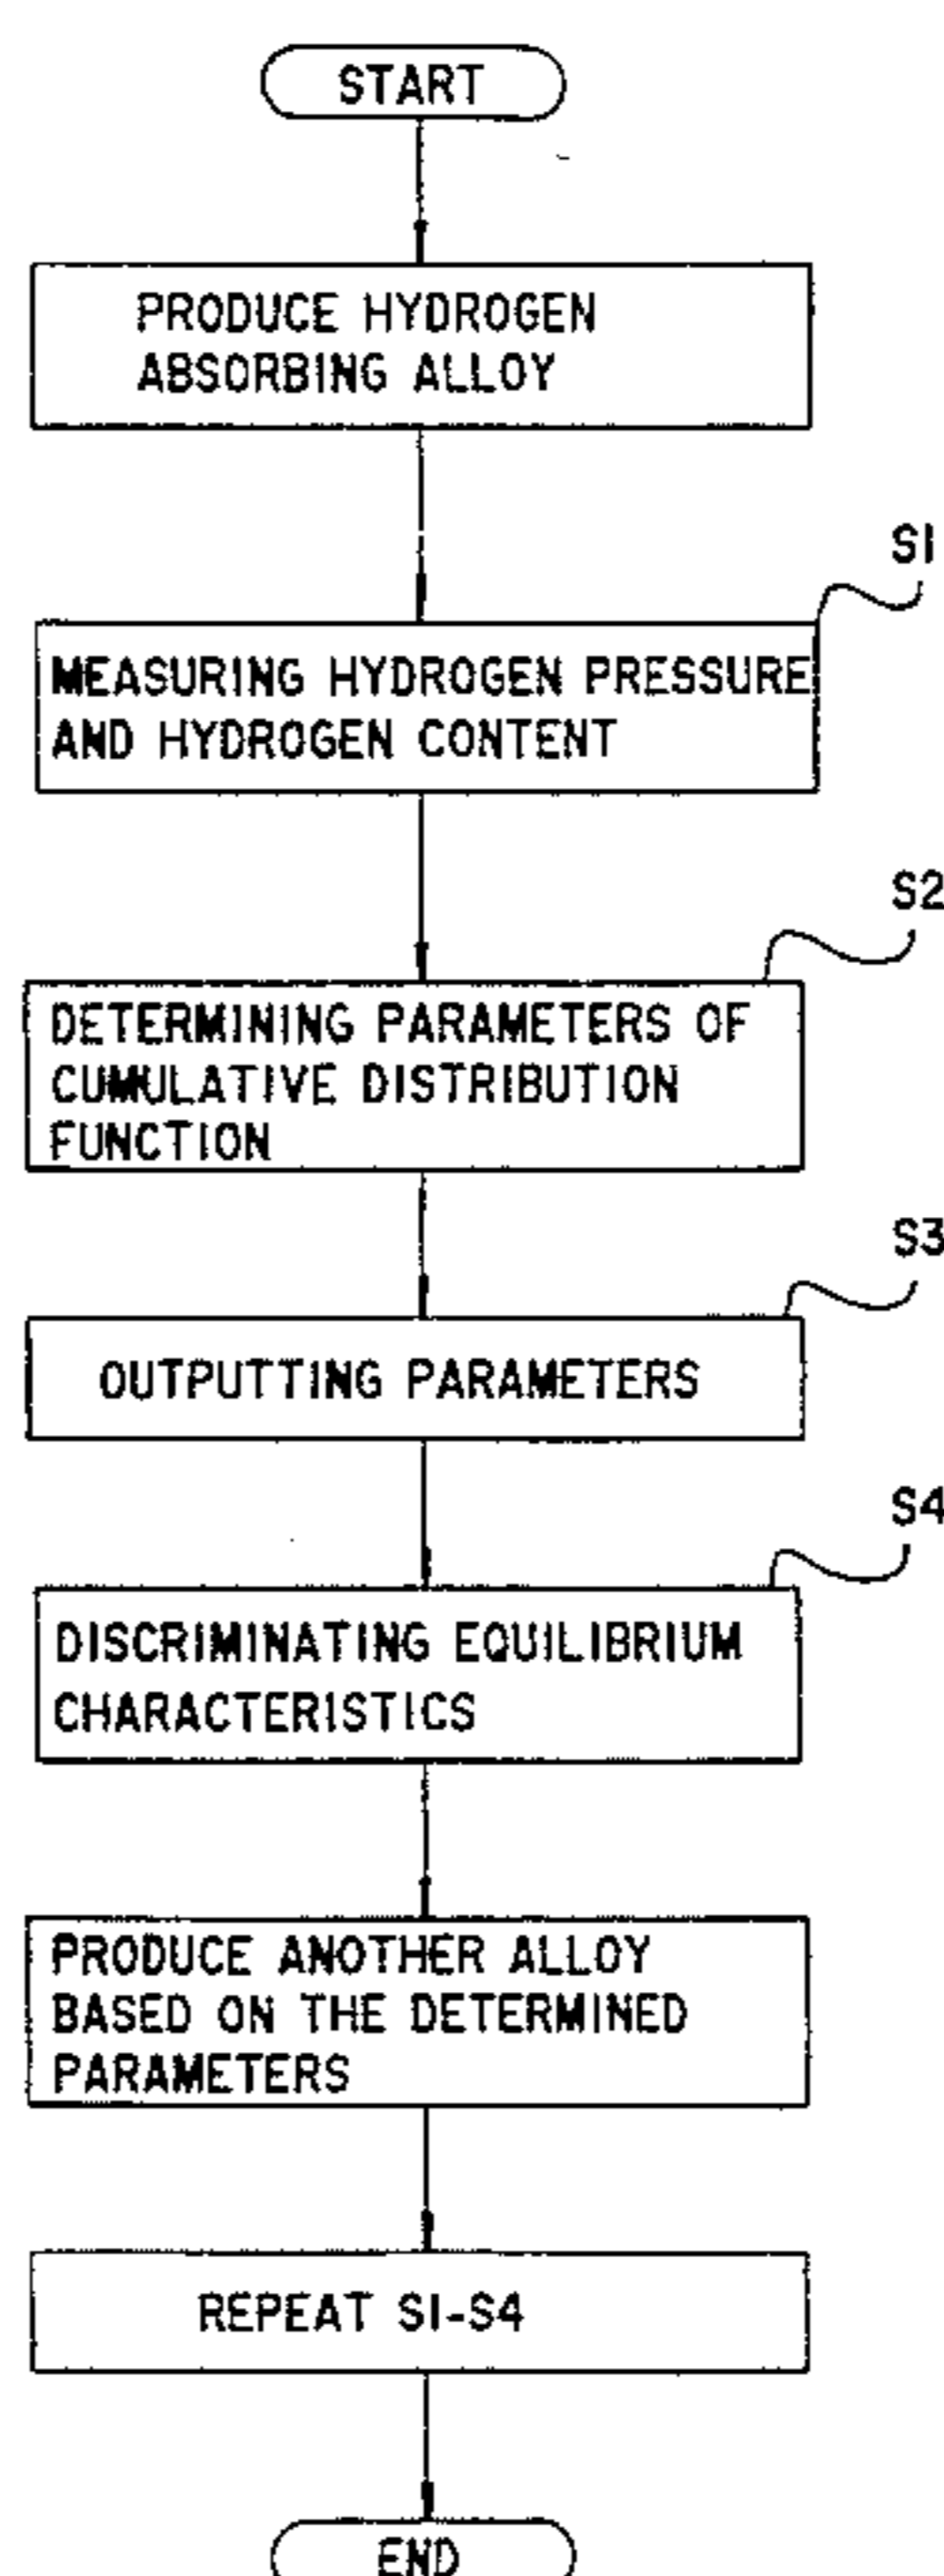 START
PRODUCE HYDROGEN
ABSORBING ALLOY
S1
MEASURING HYDROGEN PRESSURE
AND HYDROGEN CONTENT
S2
DETERMINING PARAMETERS OF
CUMULATIVE DISTRIBUTION
FUNCTION
S3
OUTPUTTING PARAMETERS
S4
DISCRIMINATING EQUILIBRIUM
CHARACTERISTICS
PRODUCE ANOTHER ALLOY
BASED ON THE DETERMINED
PARAMETERS
REPEAT S1-S4
END